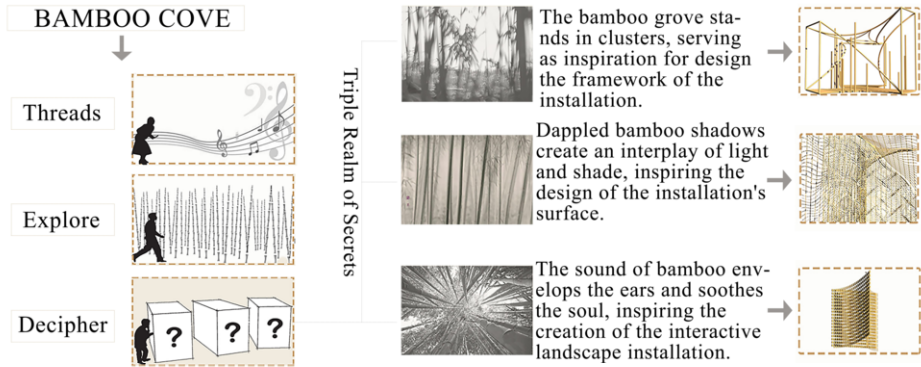 BAMBOO COVE
Threads
Explore
Decipher
? ? ?
Triple Realm of Secrets
The bamboo grove sta-
nds in clusters, serving
as inspiration for design
the framework of the
installation.
Dappled bamboo shadows
create an interplay of light
and shade, inspiring the
design of the installation's
surface.
The sound of bamboo env-
elops the ears and soothes
the soul, inspiring the
creation of the interactive
landscape installation.